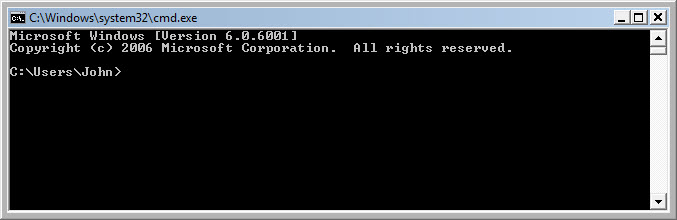 C:\Windows\system32\cmd.exe
Microsoft Windows [Version 6.0.6001]
Copyright (c) 2006 Microsoft Corporation.  All rights reserved.
C:\Users\John>